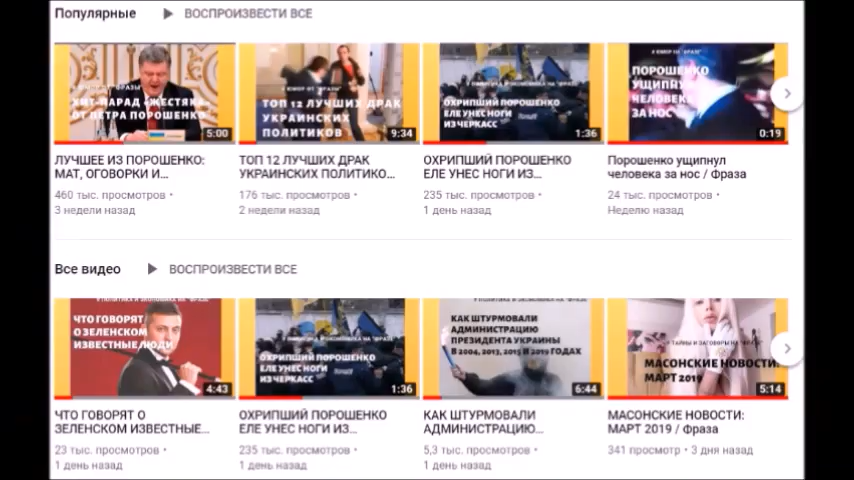 Популярные ВОСПРОИЗВЕСТИ ВСЕ
ХИТ-ПАРАД «ЖЕСТЯКА»
ОТ ПЕТРА ПОРОШЕНКО
5:00
ТОП 12 ЛУЧШИХ ДРАК
УКРАИНСКИХ
ПОЛИТИКОВ
9:34
ОХРИПШИЙ ПОРОШЕНКО
ЕЛЕ УНЕС НОГИ
ИЗ ЧЕРКАСС
1:36
ПОРОШЕНКО
УЩИПНУЛ
ЧЕЛОВЕКА
ЗА НОС
0:19
ЛУЧШЕЕ ИЗ ПОРОШЕНКО:
МАТ, ОГОВОРКИ И...
460 тыс. просмотров •
3 недели назад
ТОП 12 ЛУЧШИХ ДРАК
УКРАИНСКИХ ПОЛИТИКО...
176 тыс. просмотров •
2 недели назад
ОХРИПШИЙ ПОРОШЕНКО
ЕЛЕ УНЕС НОГИ ИЗ...
235 тыс. просмотров •
1 день назад
Порошенко ущипнул
человека за нос / Фраза
24 тыс. просмотров •
Неделю назад
Все видео ВОСПРОИЗВЕСТИ ВСЕ
ЧТО ГОВОРЯТ
О ЗЕЛЕНСКОМ
ИЗВЕСТНЫЕ ЛЮДИ
4:43
ОХРИПШИЙ ПОРОШЕНКО
ЕЛЕ УНЕС НОГИ
ИЗ ЧЕРКАСС
1:36
КАК ШТУРМОВАЛИ
АДМИНИСТРАЦИЮ
ПРЕЗИДЕНТА УКРАИНЫ
В 2004, 2013, 2015 И 2019 ГОДАХ
6:44
# ТАЙНЫ И ЗАГОВОРЫ НА "ФРАЗЕ"
МАСОНСКИЕ НОВОСТИ:
МАРТ 2019
5:14
ЧТО ГОВОРЯТ О
ЗЕЛЕНСКОМ ИЗВЕСТНЫЕ...
23 тыс. просмотров •
1 день назад
ОХРИПШИЙ ПОРОШЕНКО
ЕЛЕ УНЕС НОГИ ИЗ...
235 тыс. просмотров •
1 день назад
КАК ШТУРМОВАЛИ
АДМИНИСТРАЦИЮ...
5,3 тыс. просмотров •
1 день назад
МАСОНСКИЕ НОВОСТИ:
МАРТ 2019 / Фраза
341 просмотр • 3 дня назад